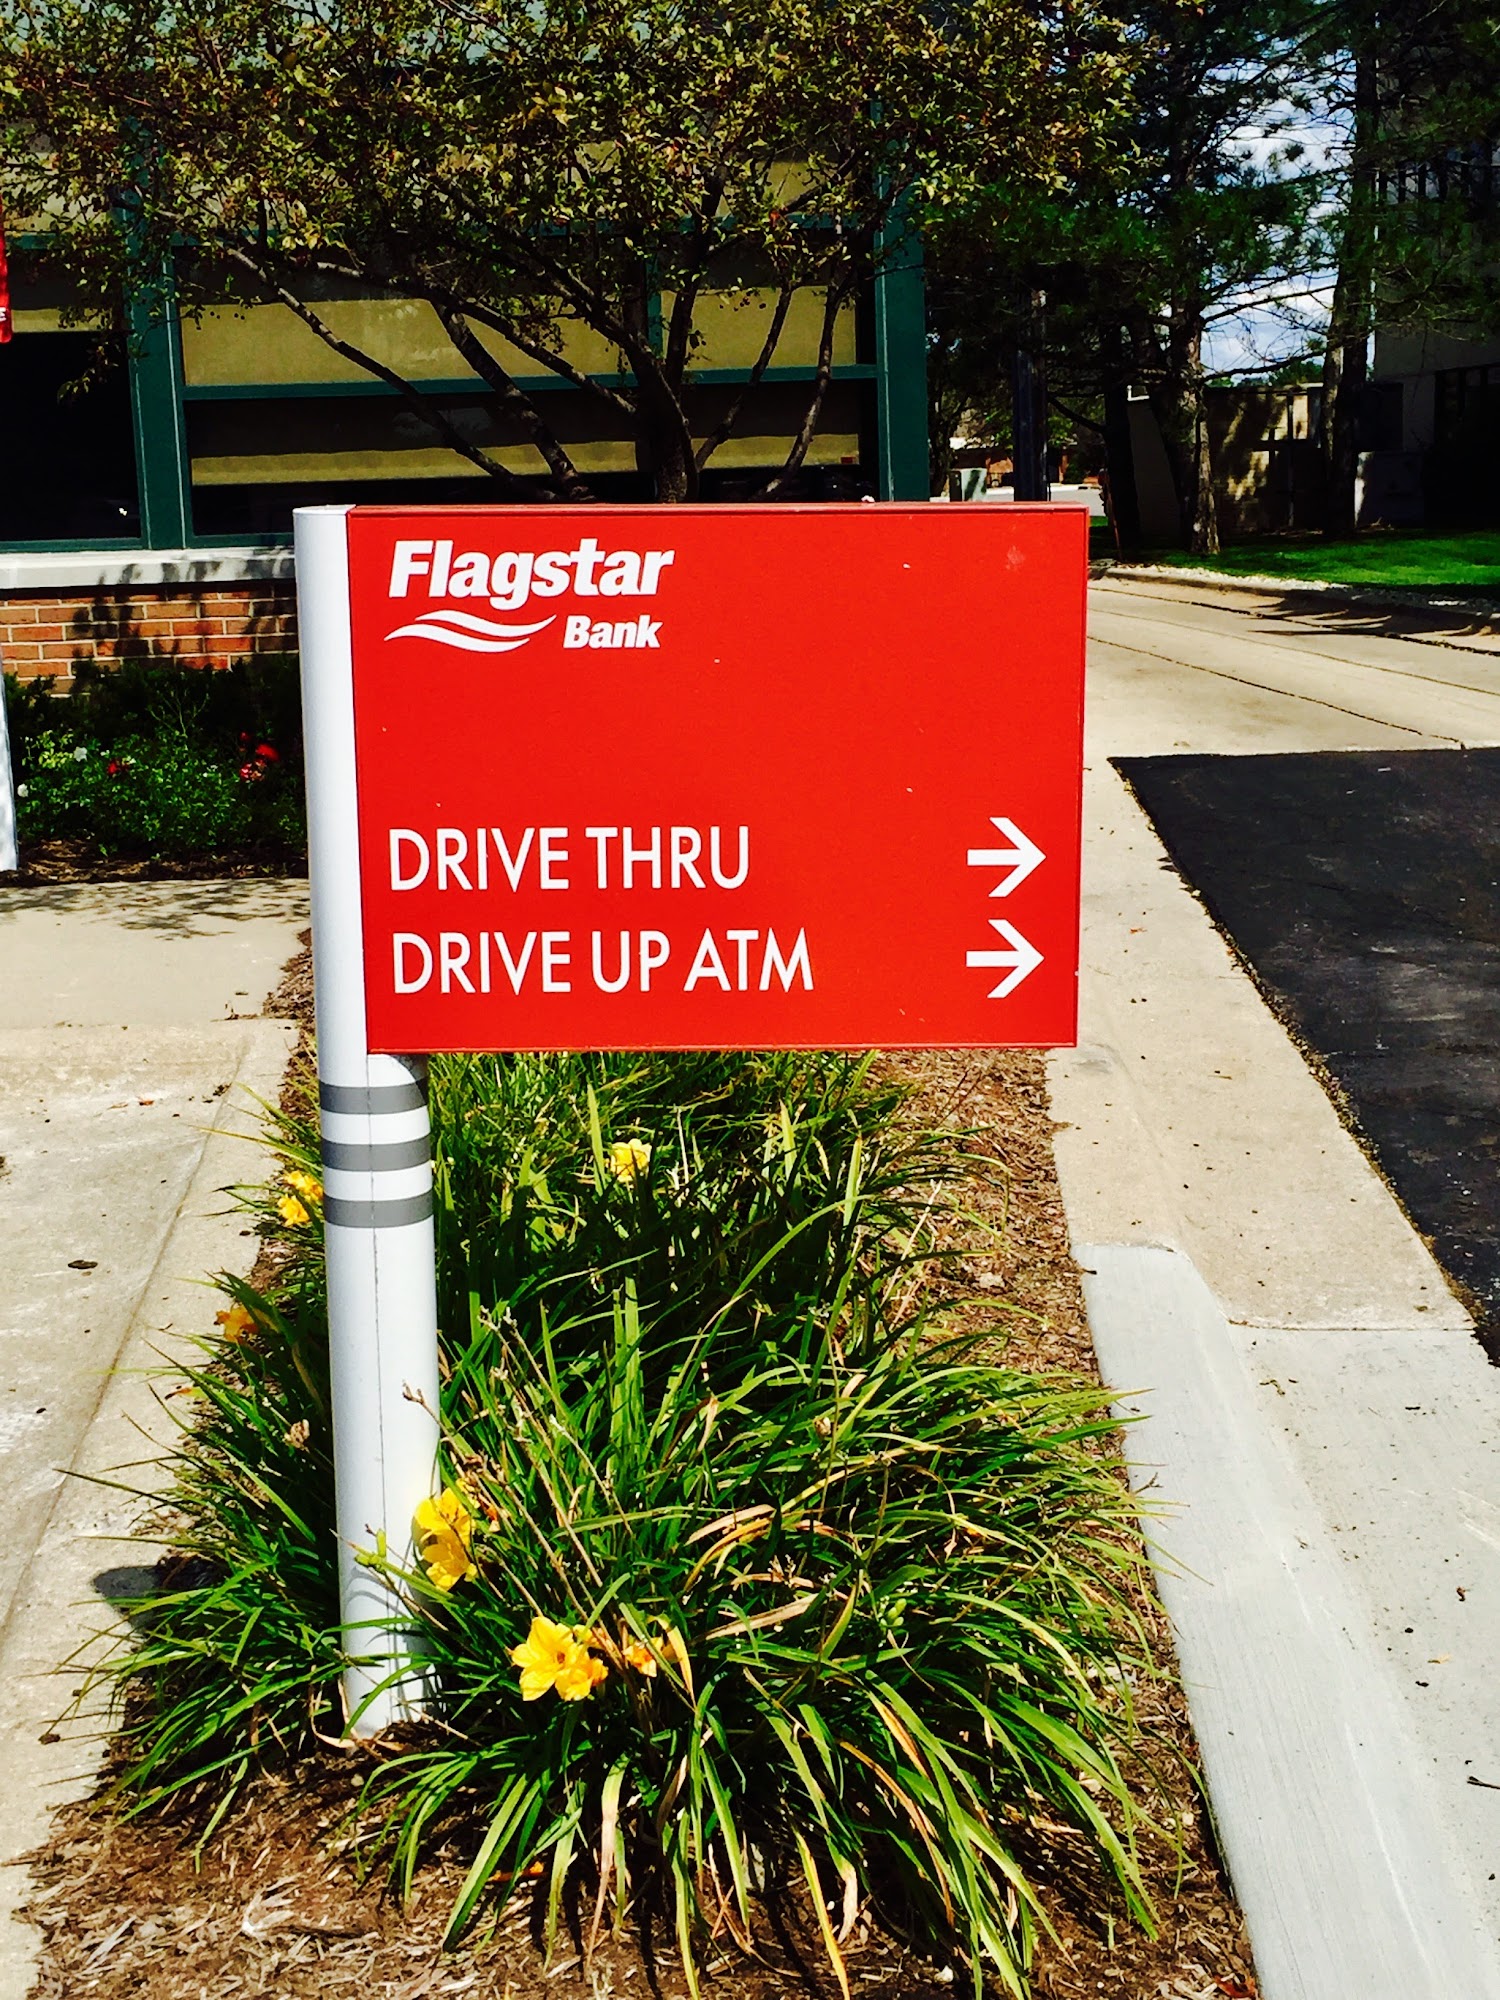 Flagstar
Bank
DRIVE THRU →
DRIVE UP ATM →